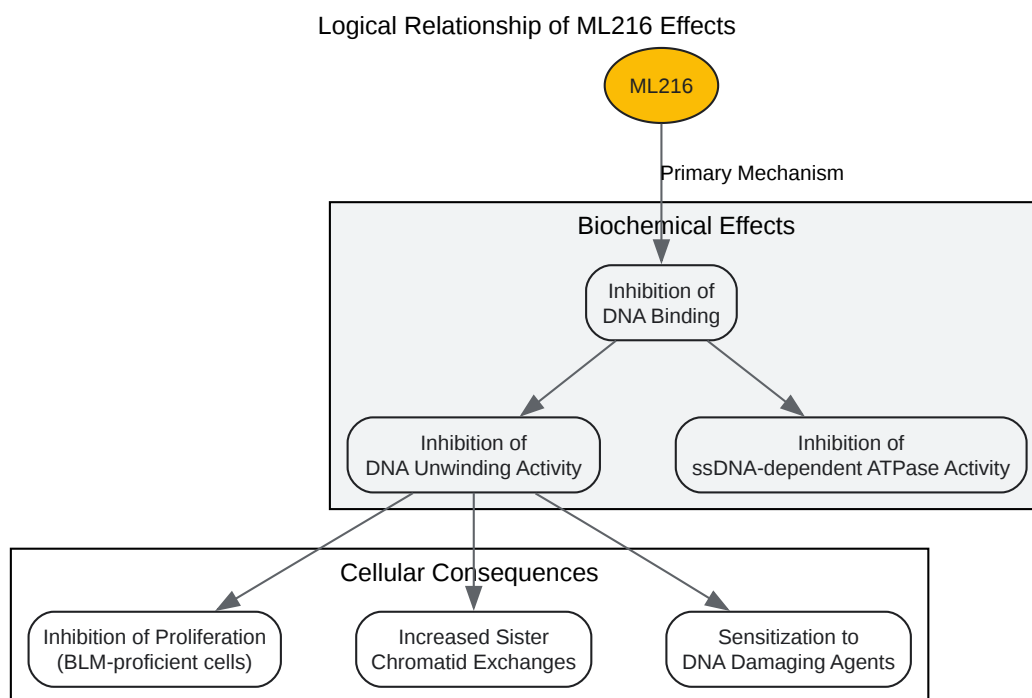 Logical Relationship of ML216 Effects
ML216
Primary Mechanism
Biochemical Effects
Inhibition of
DNA Binding
Inhibition of
DNA Unwinding Activity
Inhibition of
ssDNA-dependent ATPase Activity
Cellular Consequences
Inhibition of Proliferation
(BLM-proficient cells)
Increased Sister
Chromatid Exchanges
Sensitization to
DNA Damaging Agents